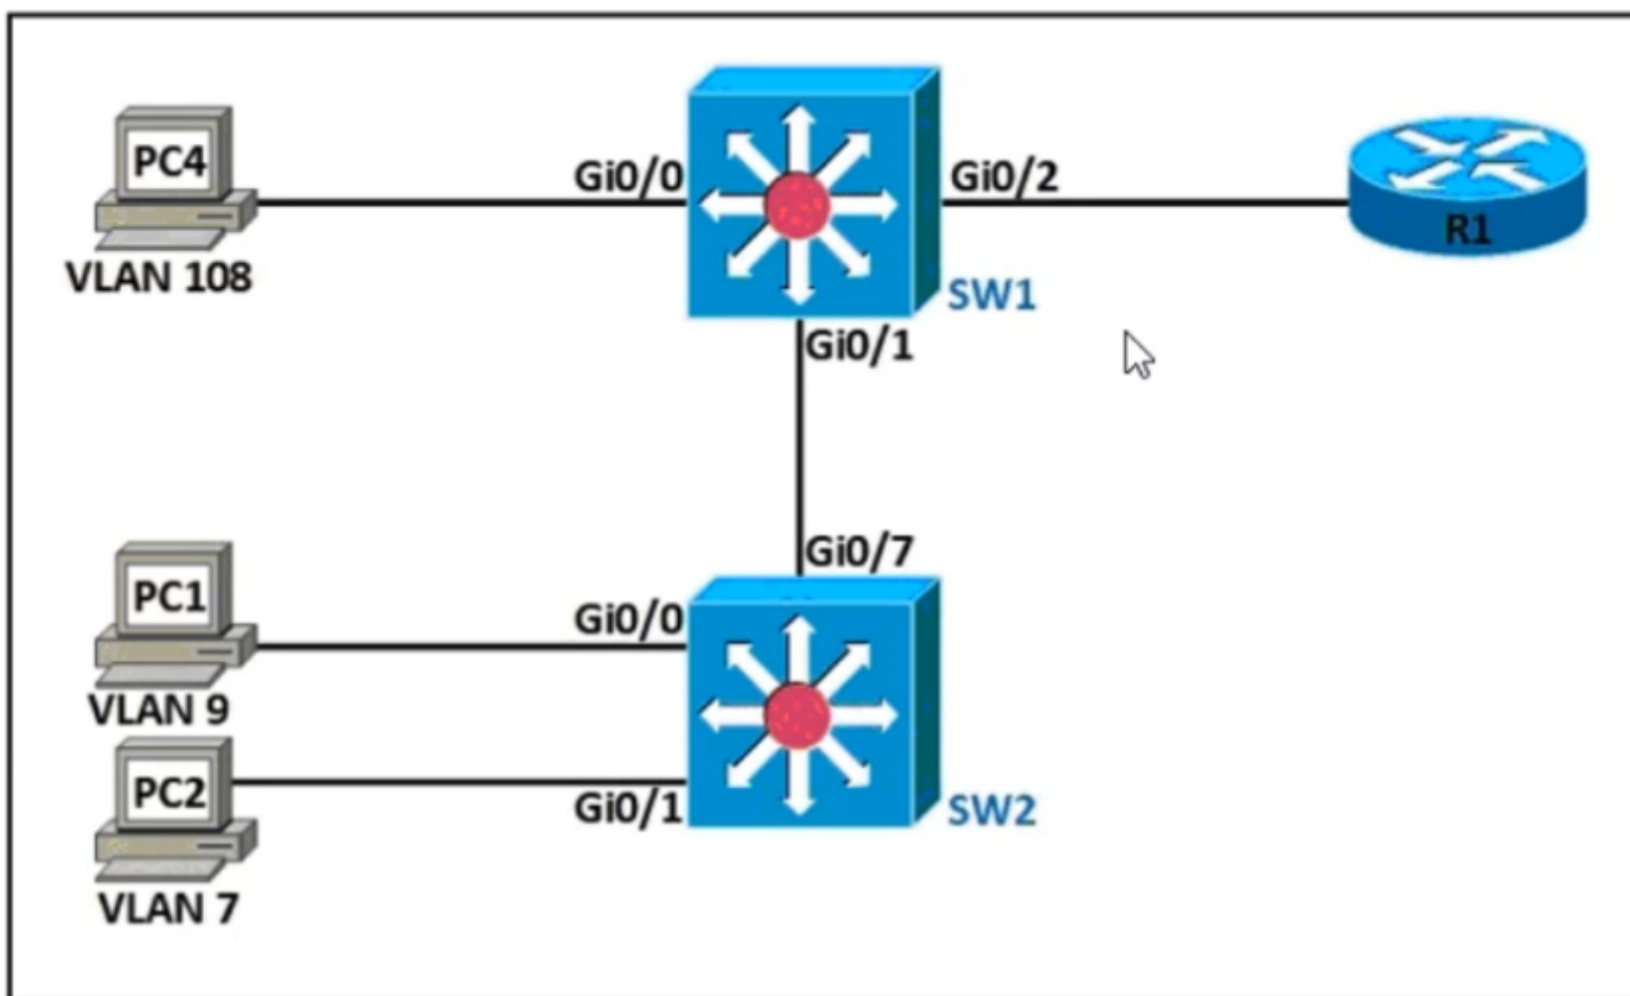 PC4
VLAN 108
Gi0/0
Gi0/2
R1
SW1
Gi0/1
Gi0/7
PC1
VLAN 9
Gi0/0
PC2
VLAN 7
Gi0/1
SW2